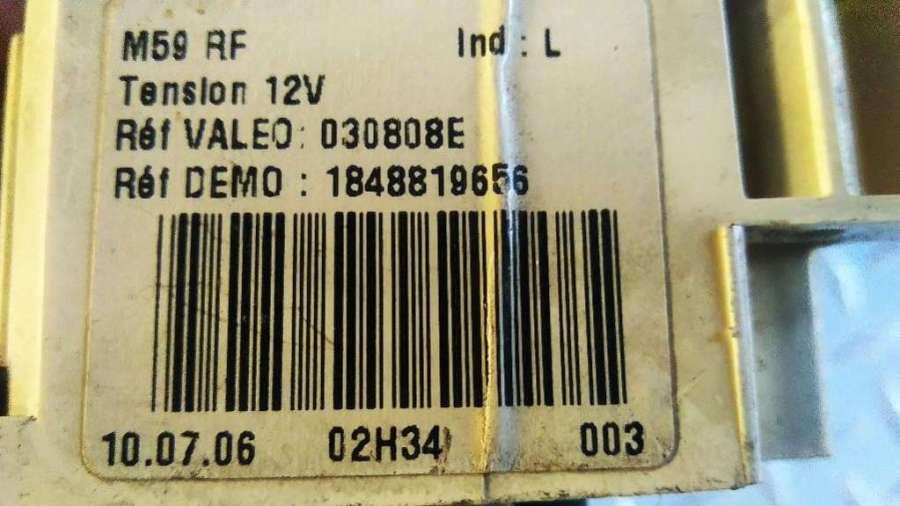 M59 RF Ind : L
Tension 12V
Réf VALEO: 030808E
Réf DEMO : 1848819656
10.07.06 02H34 003